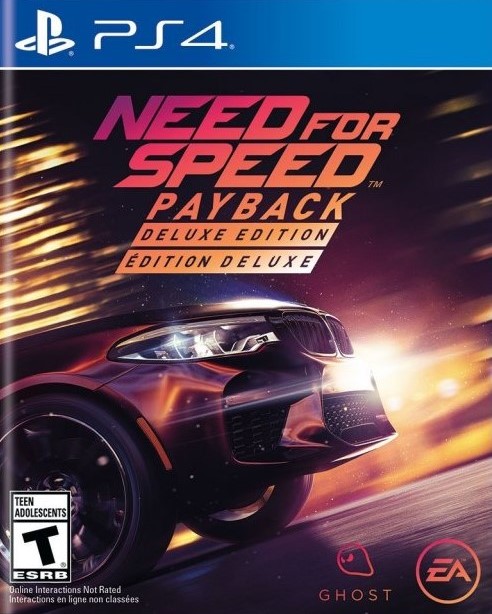 PS4
NEED FOR
SPEED™
PAYBACK
DELUXE EDITION
ÉDITION DELUXE
TEEN
ADOLESCENTS
T
ESRB
Online Interactions Not Rated
Interactions en ligne non classées
GHOST
EA